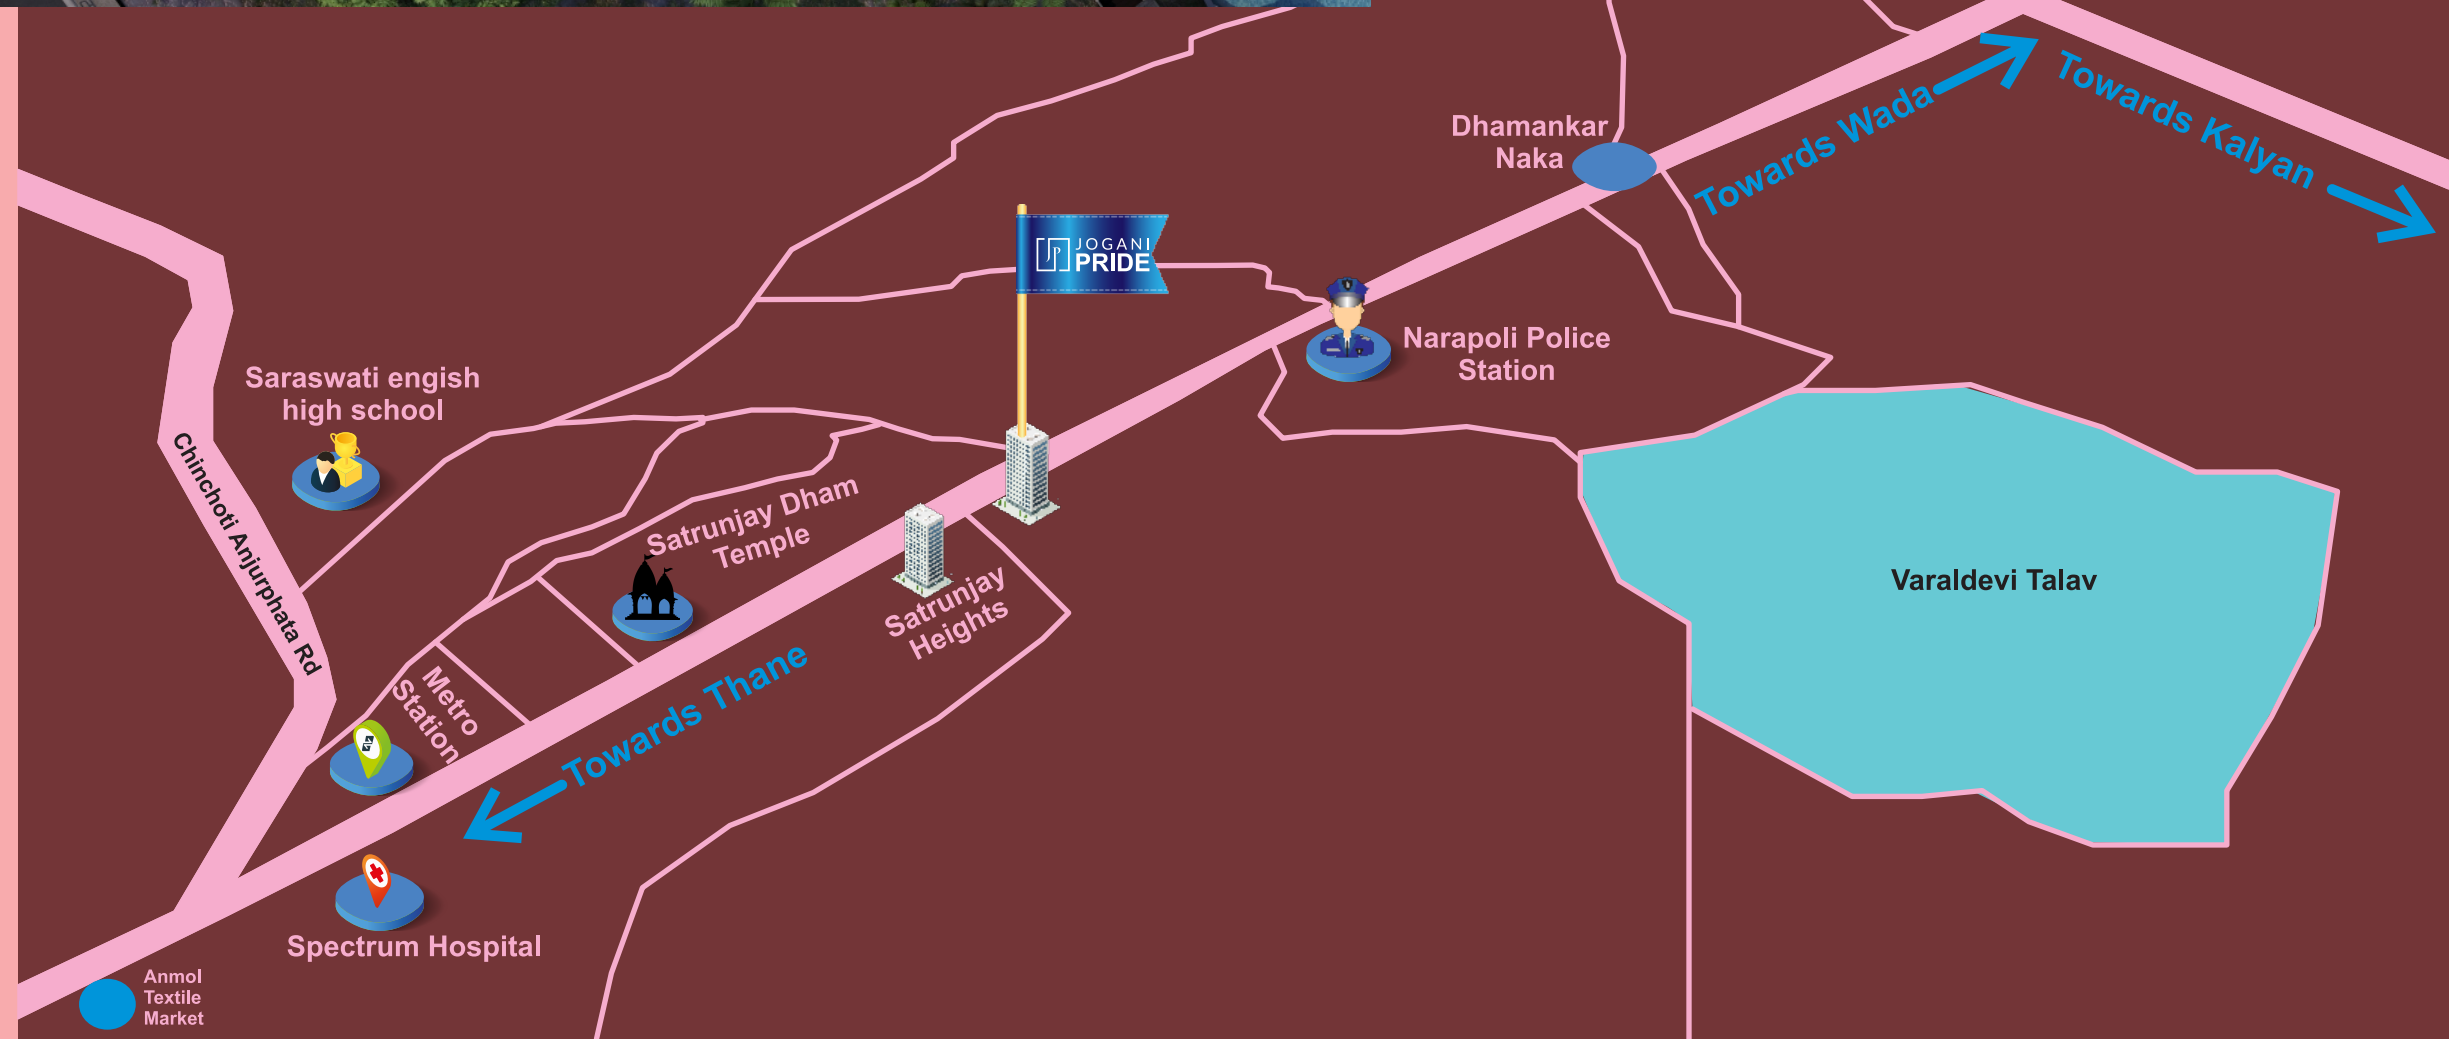 Towards Wada
Towards Kalyan
Dhamankar
Naka
JOGANI
PRIDE
JP
Narapoli Police
Station
Saraswati engish
high school
Chinchoti Anjurphata Rd
Satrunjay Dham
Temple
Satrunjay
Heights
Varaldevi Talav
Metro
Station
Towards Thane
Spectrum Hospital
Anmol
Textile
Market